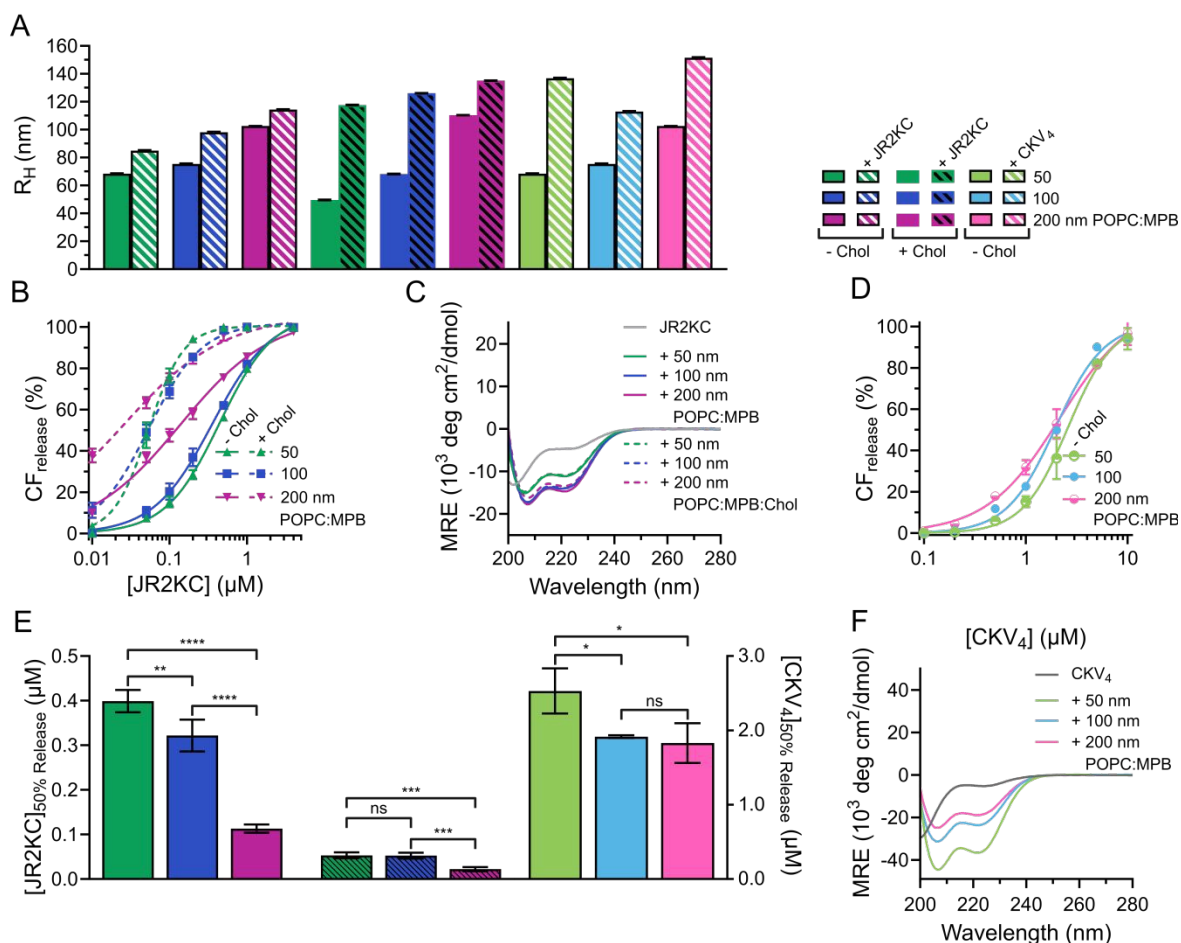 A
160
140
120
100
80
60
40
20
0
R_H (nm)
+ JR2KC
+ JR2KC
+ CKV₄
50
100
200 nm POPC:MPB
- Chol
+ Chol
- Chol
B
100
80
60
40
20
0
CF_release (%)
- Chol
+ Chol
50
100
200 nm
POPC:MPB
0.01
0.1
1
[JR2KC] (μM)
C
20
10
0
-10
-20
MRE (10³ deg cm²/dmol)
JR2KC
+ 50 nm
+ 100 nm
+ 200 nm
POPC:MPB
+ 50 nm
+ 100 nm
+ 200 nm
POPC:MPB:Chol
200
220
240
260
280
Wavelength (nm)
D
100
80
60
40
20
0
CF_release (%)
- Chol
50
100
200 nm
POPC:MPB
0.1
1
10
[CKV₄] (μM)
E
0.5
0.4
0.3
0.2
0.1
0.0
[JR2KC]50% Release (μM)
****
**
****
***
ns
***
*
*
ns
3.0
2.0
1.0
0.0
[CKV₄]50% Release
(μM)
F
40
20
0
-20
-40
MRE (10³ deg cm²/dmol)
CKV₄
+ 50 nm
+ 100 nm
+ 200 nm
POPC:MPB
200
220
240
260
280
Wavelength (nm)